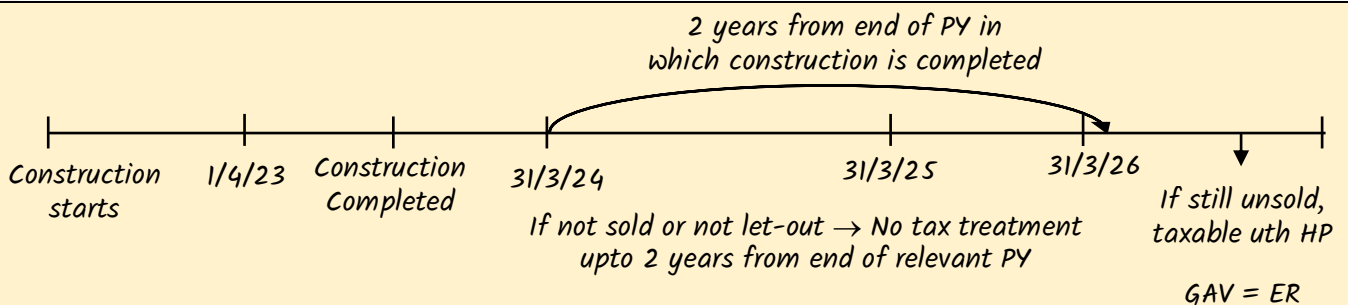 2 years from end of PY in
which construction is completed
Construction
starts
1/4/23
Construction
Completed
31/3/24
31/3/25
31/3/26
If not sold or not let-out → No tax treatment
upto 2 years from end of relevant PY
If still unsold,
taxable uth HP
GAV = ER